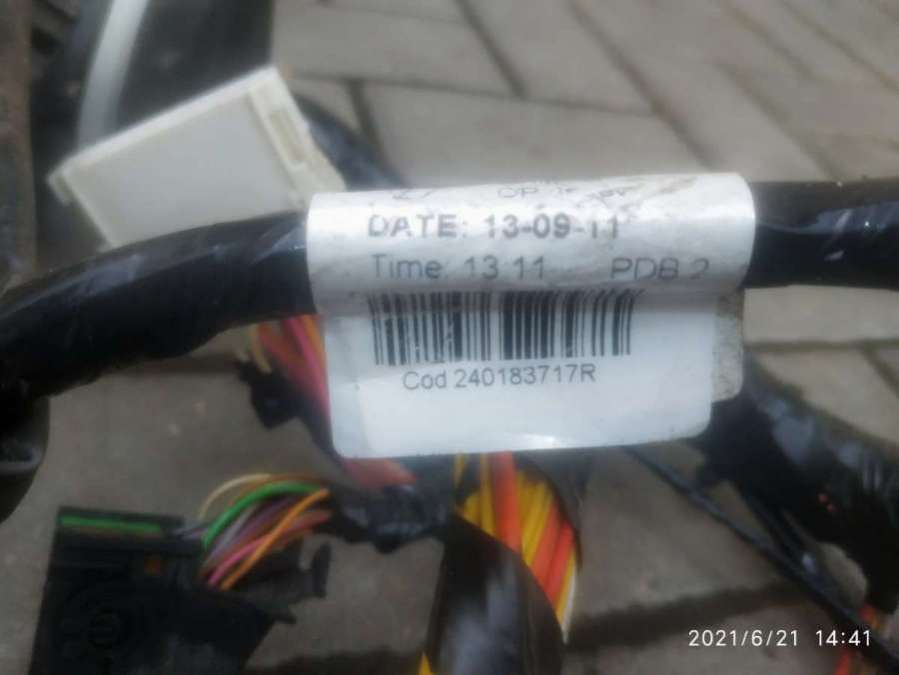 DATE: 13-09-11
Time: 13 11 PDB 2
Cod 240183717R
2021/6/21 14:41